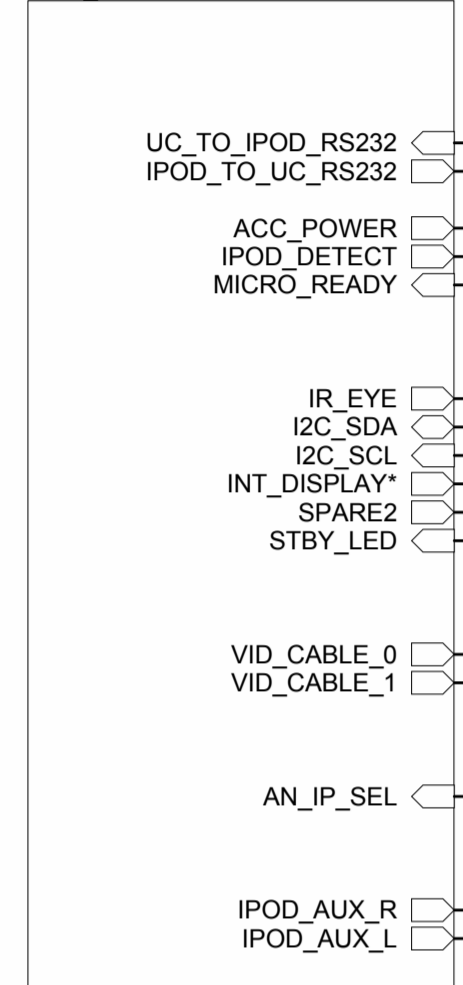 UC_TO_IPOD_RS232
IPOD_TO_UC_RS232
ACC_POWER
IPOD_DETECT
MICRO_READY
IR_EYE
I2C_SDA
I2C_SCL
INT_DISPLAY*
SPARE2
STBY_LED
VID_CABLE_0
VID_CABLE_1
AN_IP_SEL
IPOD_AUX_R
IPOD_AUX_L